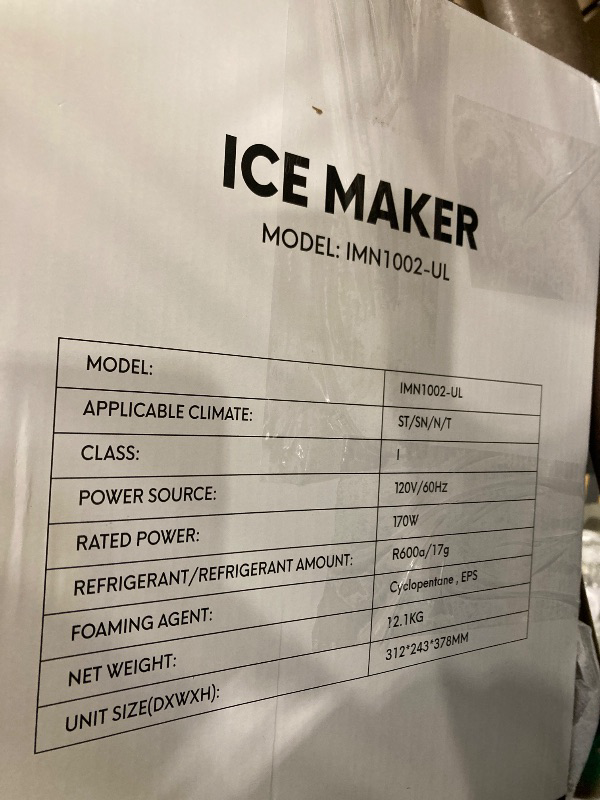 ICE MAKER
MODEL: IMN1002-UL
MODEL: IMN1002-UL
APPLICABLE CLIMATE: ST/SN/N/T
CLASS: I
POWER SOURCE: 120V/60Hz
RATED POWER: 170W
REFRIGERANT/REFRIGERANT AMOUNT: R600a/17g
FOAMING AGENT: Cyclopentane , EPS
NET WEIGHT: 12.1KG
UNIT SIZE(DXWXH): 312*243*378MM